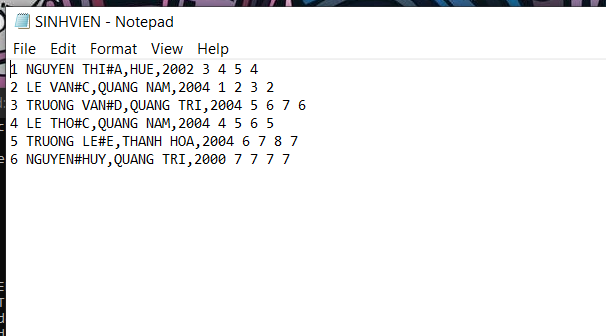 SINHVIEN - Notepad
File Edit Format View Help
1 NGUYEN THI#A,HUE,2002 3 4 5 4
2 LE VAN#C,QUANG NAM,2004 1 2 3 2
3 TRUONG VAN#D,QUANG TRI,2004 5 6 7 6
4 LE THO#C,QUANG NAM,2004 4 5 6 5
5 TRUONG LE#E,THANH HOA,2004 6 7 8 7
6 NGUYEN#HUY,QUANG TRI,2000 7 7 7 7